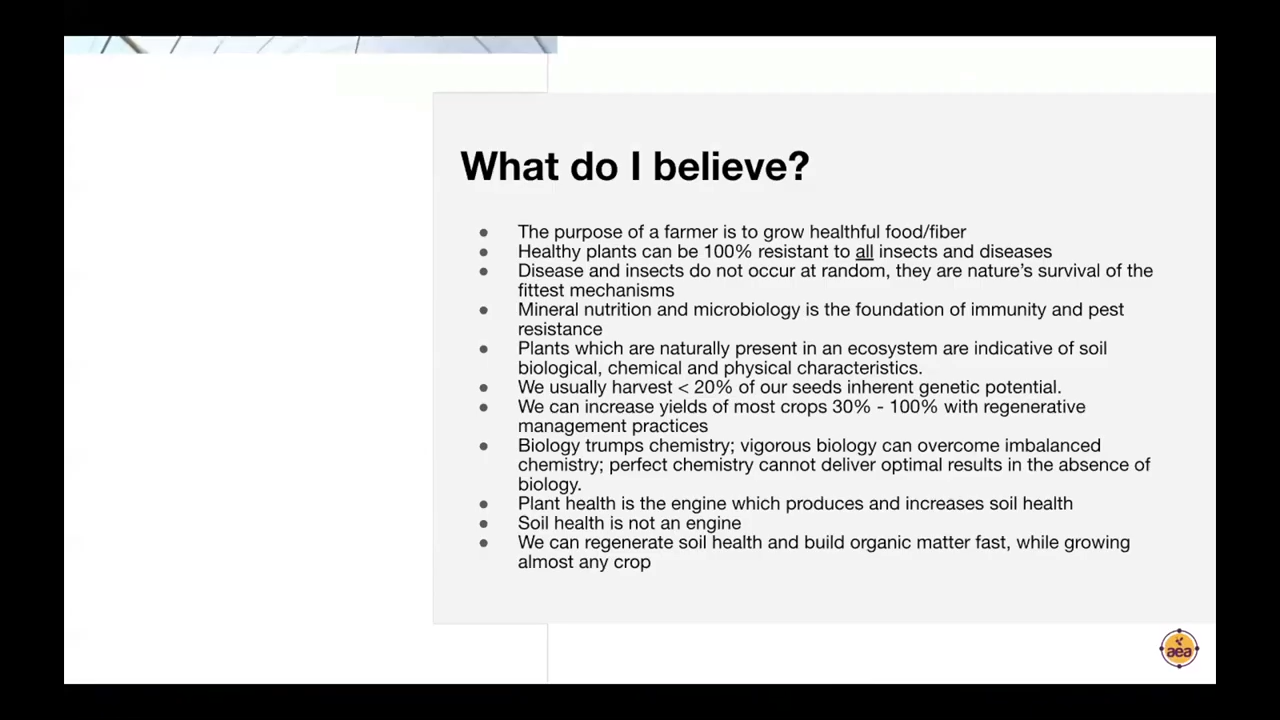 What do I believe?
● The purpose of a farmer is to grow healthful food/fiber
● Healthy plants can be 100% resistant to all insects and diseases
● Disease and insects do not occur at random, they are nature’s survival of the
fittest mechanisms
● Mineral nutrition and microbiology is the foundation of immunity and pest
resistance
● Plants which are naturally present in an ecosystem are indicative of soil
biological, chemical and physical characteristics.
● We usually harvest < 20% of our seeds inherent genetic potential.
● We can increase yields of most crops 30% - 100% with regenerative
management practices
● Biology trumps chemistry; vigorous biology can overcome imbalanced
chemistry; perfect chemistry cannot deliver optimal results in the absence of
biology.
● Plant health is the engine which produces and increases soil health
● Soil health is not an engine
● We can regenerate soil health and build organic matter fast, while growing
almost any crop
aea